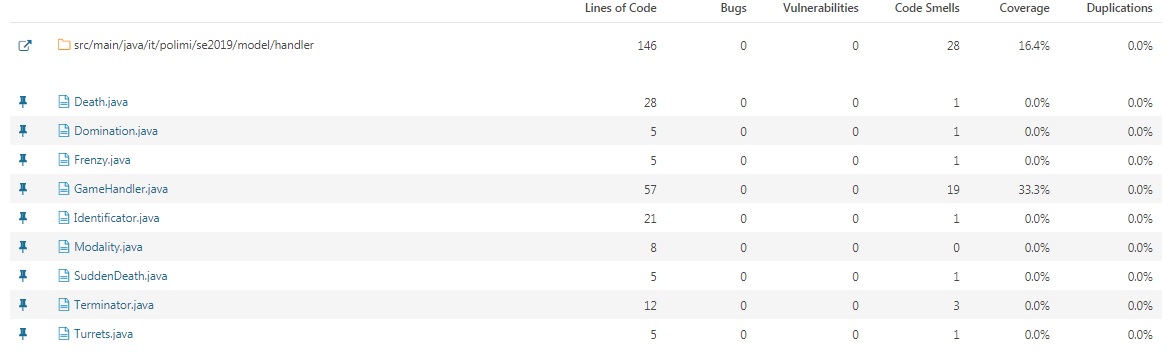 Lines of Code Bugs Vulnerabilities Code Smells Coverage Duplications
src/main/java/it/polimi/se2019/model/handler 146 0 0 28 16.4% 0.0%
Death.java 28 0 0 1 0.0% 0.0%
Domination.java 5 0 0 1 0.0% 0.0%
Frenzy.java 5 0 0 1 0.0% 0.0%
GameHandler.java 57 0 0 19 33.3% 0.0%
Identificator.java 21 0 0 1 0.0% 0.0%
Modality.java 8 0 0 0 0.0% 0.0%
SuddenDeath.java 5 0 0 1 0.0% 0.0%
Terminator.java 12 0 0 3 0.0% 0.0%
Turrets.java 5 0 0 1 0.0% 0.0%